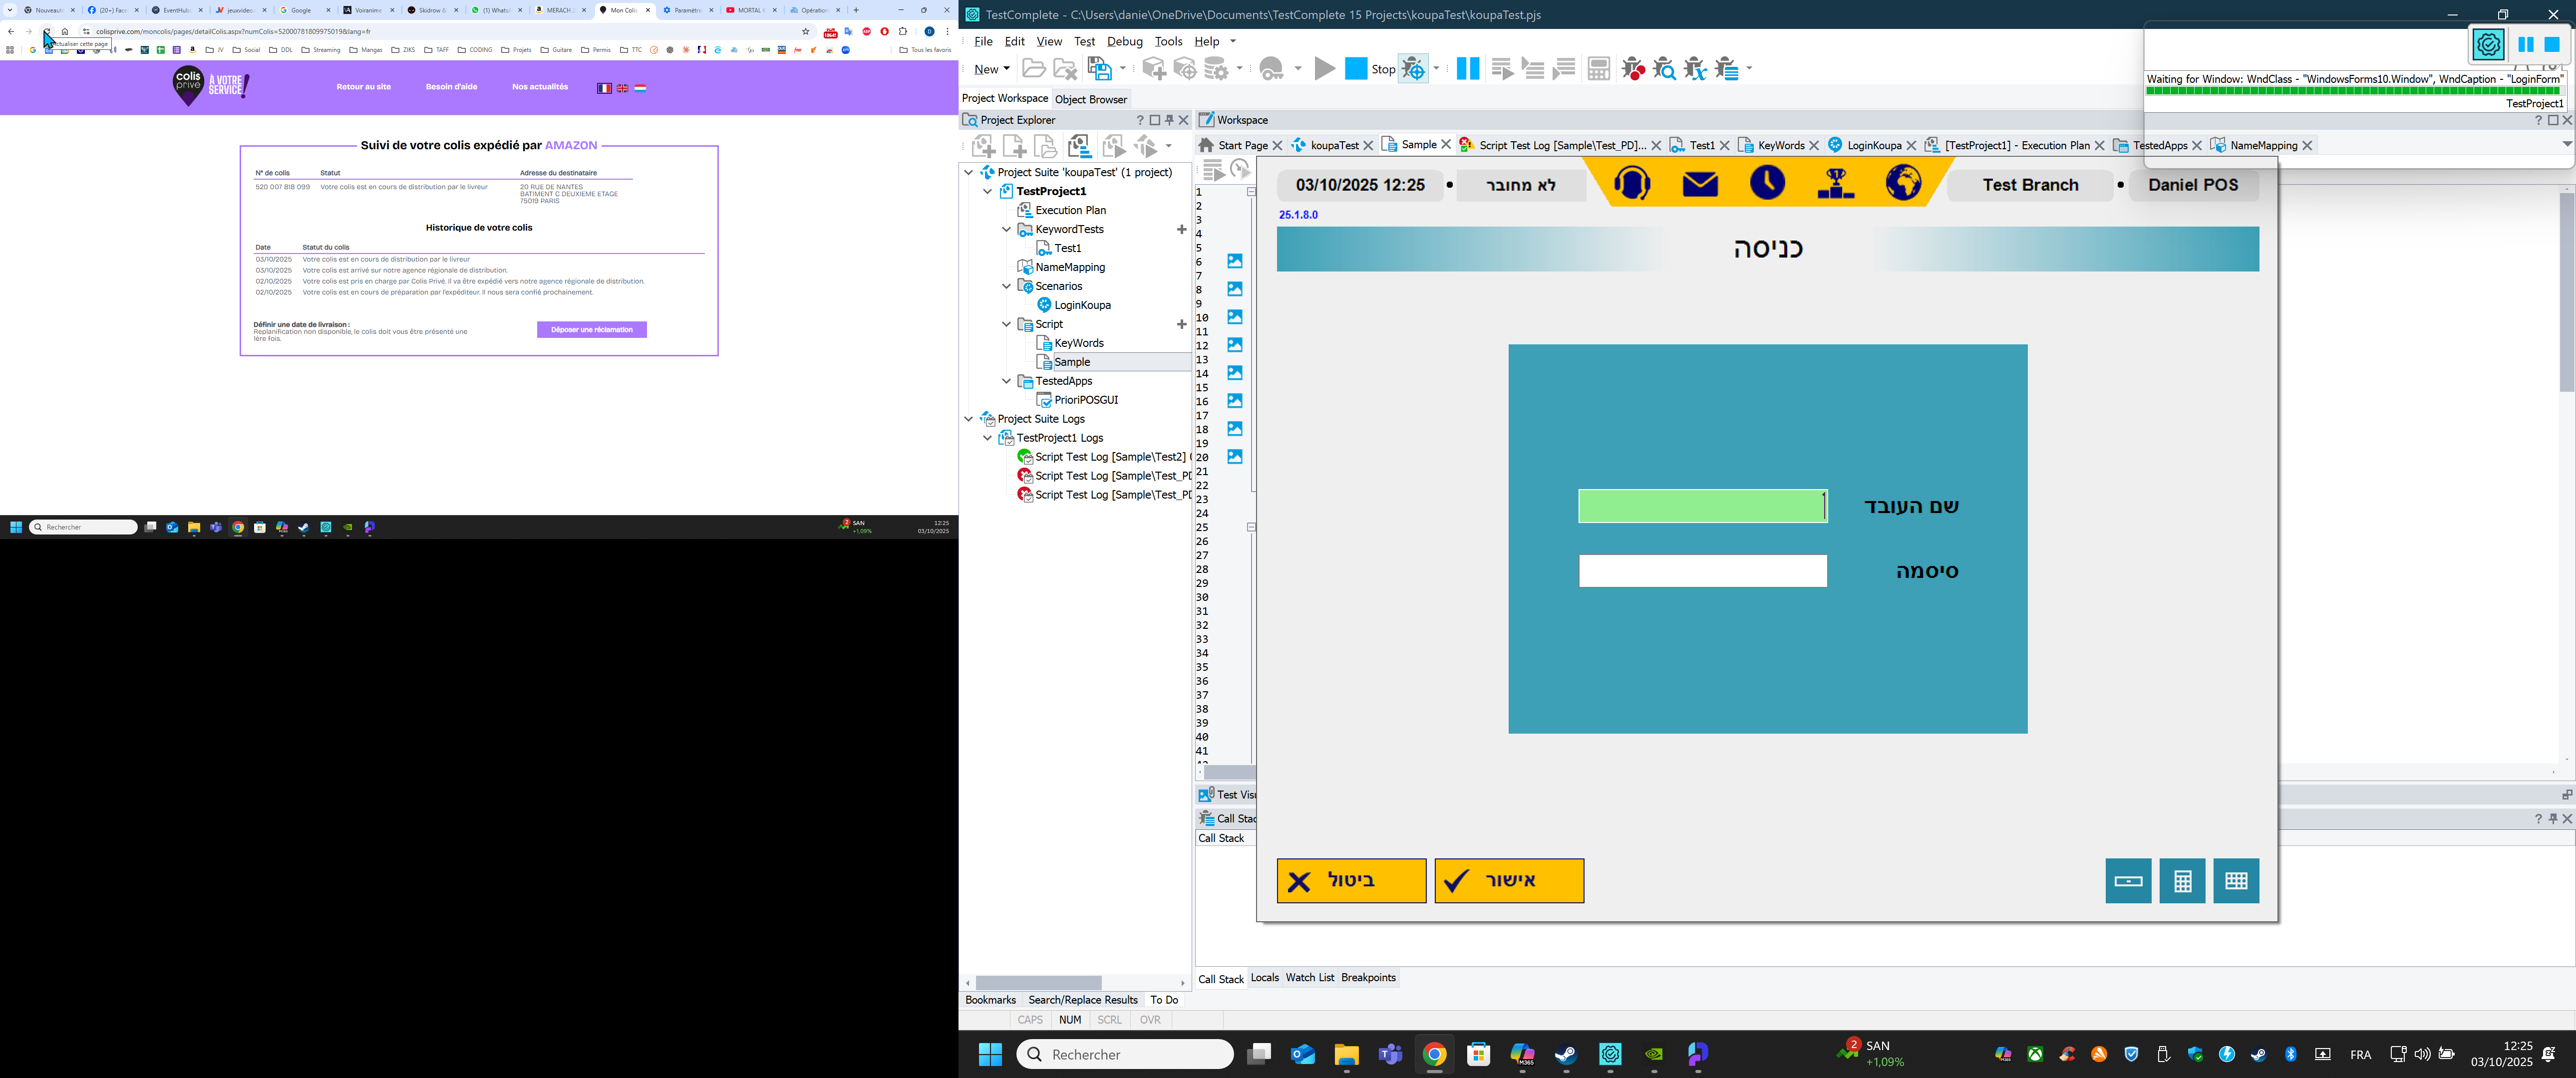 Nouveaut
(20+) Face
EventHub
jeuxvideo
Google
Voiranime
Skidrow &
(1) WhatsA
MERACH
Mon Colis
Paramètre
MORTAL
Opération
colisprive.com/moncolis/pages/detailColis.aspx?numColis=52000781809975019&lang=fr
Actualiser cette page
JV
Social
DDL
Streaming
Mangas
ZIKS
TAFF
CODING
Projets
Guitare
Permis
TTC
Tous les favoris
colis privé
À VOTRE SERVICE!
Retour au site
Besoin d'aide
Nos actualités
Suivi de votre colis expédié par AMAZON
N° de colis Statut Adresse du destinataire
520 007 818 099 Votre colis est en cours de distribution par le livreur 20 RUE DE NANTES
BATIMENT C DEUXIEME ETAGE
75019 PARIS
Historique de votre colis
Date Statut du colis
03/10/2025 Votre colis est en cours de distribution par le livreur
03/10/2025 Votre colis est arrivé sur notre agence régionale de distribution.
02/10/2025 Votre colis est pris en charge par Colis Privé. Il va être expédié vers notre agence régionale de distribution.
02/10/2025 Votre colis est en cours de préparation par l'expéditeur. Il nous sera confié prochainement.
Définir une date de livraison :
Replanification non disponible, le colis doit vous être présenté une
1ère fois.
Déposer une réclamation
Rechercher
2
SAN
+1,09%
12:25
03/10/2025
TestComplete - C:\Users\danie\OneDrive\Documents\TestComplete 15 Projects\koupaTest\koupaTest.pjs
File Edit View Test Debug Tools Help
New
Stop
Waiting for Window: WndClass - "WindowsForms10.Window", WndCaption - "LoginForm"
TestProject1
Project Workspace
Object Browser
Project Explorer
Workspace
Start Page
koupaTest
Sample
Script Test Log [Sample\Test_PD]...
Test1
KeyWords
LoginKoupa
[TestProject1] - Execution Plan
TestedApps
NameMapping
Project Suite 'koupaTest' (1 project)
TestProject1
Execution Plan
KeywordTests
Test1
NameMapping
Scenarios
LoginKoupa
Script
KeyWords
Sample
TestedApps
PrioriPOSGUI
Project Suite Logs
TestProject1 Logs
Script Test Log [Sample\Test2]
Script Test Log [Sample\Test_PD
Script Test Log [Sample\Test_PD
1
2
3
4
5
6
7
8
9
10
11
12
13
14
15
16
17
18
19
20
21
22
23
24
25
26
27
28
29
30
31
32
33
34
35
36
37
38
39
40
41
03/10/2025 12:25
לא מחובר
Test Branch
Daniel POS
25.1.8.0
כניסה
שם העובד
סיסמה
ביטול
אישור
Test Visu
Call Stac
Call Stack
Call Stack Locals Watch List Breakpoints
Bookmarks Search/Replace Results To Do
CAPS NUM SCRL OVR
Rechercher
2
SAN
+1,09%
FRA
12:25
03/10/2025